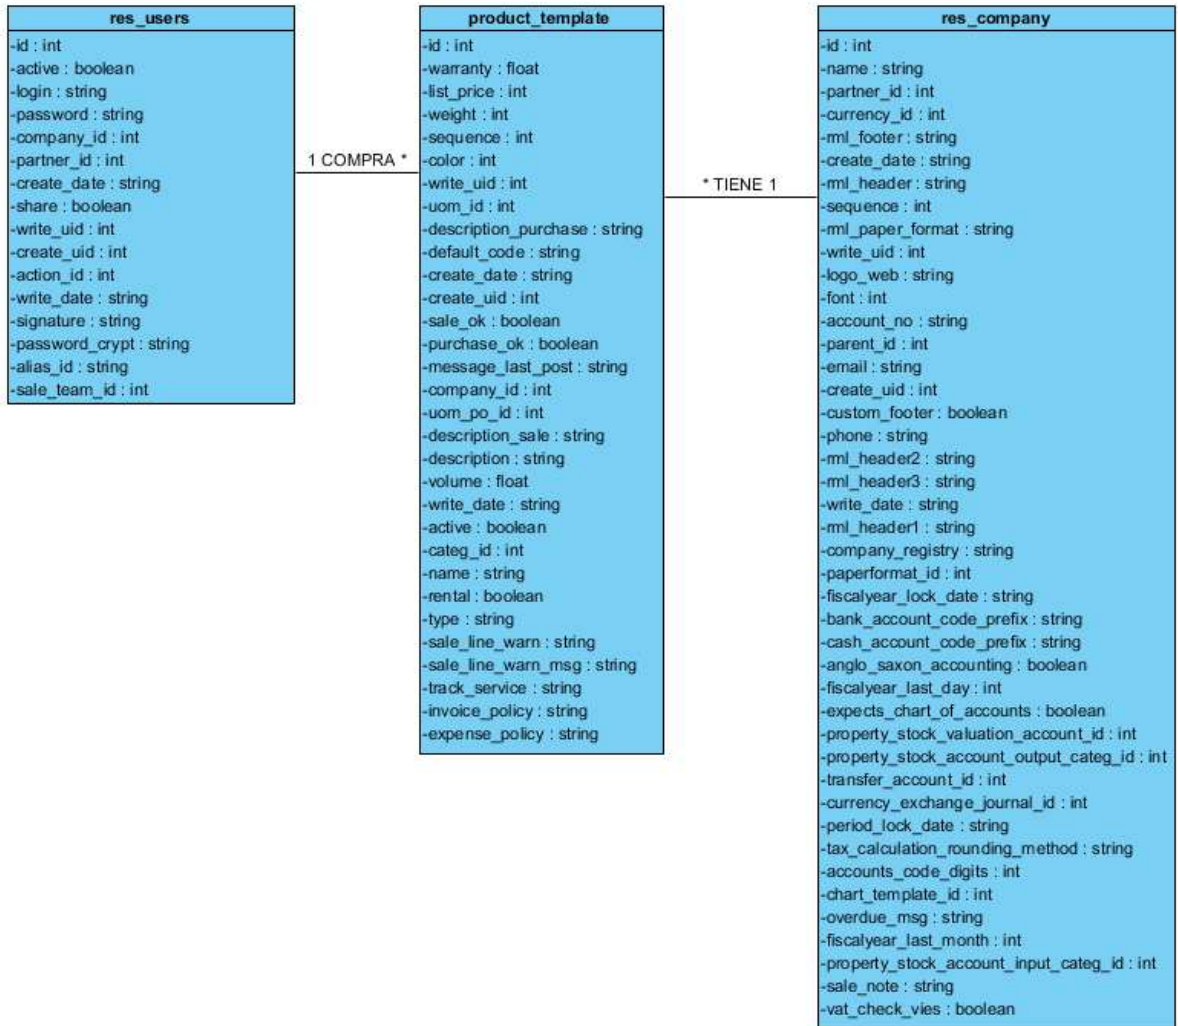 res_users
-id : int
-active : boolean
-login : string
-password : string
-company_id : int
-partner_id : int
-create_date : string
-share : boolean
-write_uid : int
-create_uid : int
-action_id : int
-write_date : string
-signature : string
-password_crypt : string
-alias_id : string
-sale_team_id : int
1 COMPRA *
product_template
-id : int
-warranty : float
-list_price : int
-weight : int
-sequence : int
-color : int
-write_uid : int
-uom_id : int
-description_purchase : string
-default_code : string
-create_date : string
-create_uid : int
-sale_ok : boolean
-purchase_ok : boolean
-message_last_post : string
-company_id : int
-uom_po_id : int
-description_sale : string
-description : string
-volume : float
-write_date : string
-active : boolean
-categ_id : int
-name : string
-rental : boolean
-type : string
-sale_line_warn : string
-sale_line_warn_msg : string
-track_service : string
-invoice_policy : string
-expense_policy : string
* TIENE 1
res_company
-id : int
-name : string
-partner_id : int
-currency_id : int
-rml_footer : string
-create_date : string
-rml_header : string
-sequence : int
-rml_paper_format : string
-write_uid : int
-logo_web : string
-font : int
-account_no : string
-parent_id : int
-email : string
-create_uid : int
-custom_footer : boolean
-phone : string
-rml_header2 : string
-rml_header3 : string
-write_date : string
-rml_header1 : string
-company_registry : string
-paperformat_id : int
-fiscalyear_lock_date : string
-bank_account_code_prefix : string
-cash_account_code_prefix : string
-anglo_saxon_accounting : boolean
-fiscalyear_last_day : int
-expects_chart_of_accounts : boolean
-property_stock_valuation_account_id : int
-property_stock_account_output_categ_id : int
-transfer_account_id : int
-currency_exchange_journal_id : int
-period_lock_date : string
-tax_calculation_rounding_method : string
-accounts_code_digits : int
-chart_template_id : int
-overdue_msg : string
-fiscalyear_last_month : int
-property_stock_account_input_categ_id : int
-sale_note : string
-vat_check_vies : boolean